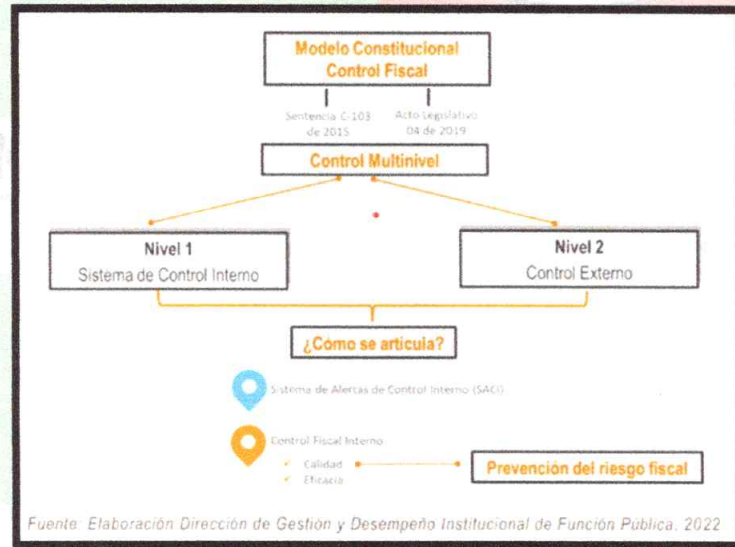 Modelo Constitucional
Control Fiscal
Sentencia C-103
de 2015
Acto Legislativo
04 de 2019
Control Multinivel
Nivel 1
Sistema de Control Interno
Nivel 2
Control Externo
¿Cómo se articula?
Sistema de Alertas de Control Interno (SACI)
Control Fiscal Interno
✓ Calidad
✓ Eficacia
Prevención del riesgo fiscal
Fuente: Elaboración Dirección de Gestión y Desempeño Institucional de Función Pública, 2022